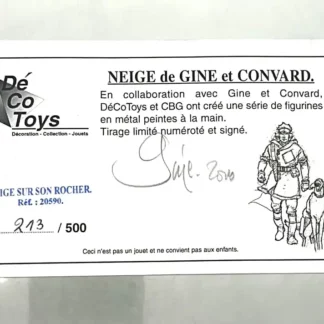 Dé
Co
Toys
Décoration - Collection - Jouets
NEIGE de GINE et CONVARD.
En collaboration avec Gine et Convard,
DéCoToys et CBG ont créé une série de figurines
en métal peintes à la main.
Tirage limité numéroté et signé.
Gine. 2000
IGE SUR SON ROCHER.
Réf. : 20590.
213 / 500
Ceci n'est pas un jouet et ne convient pas aux enfants.